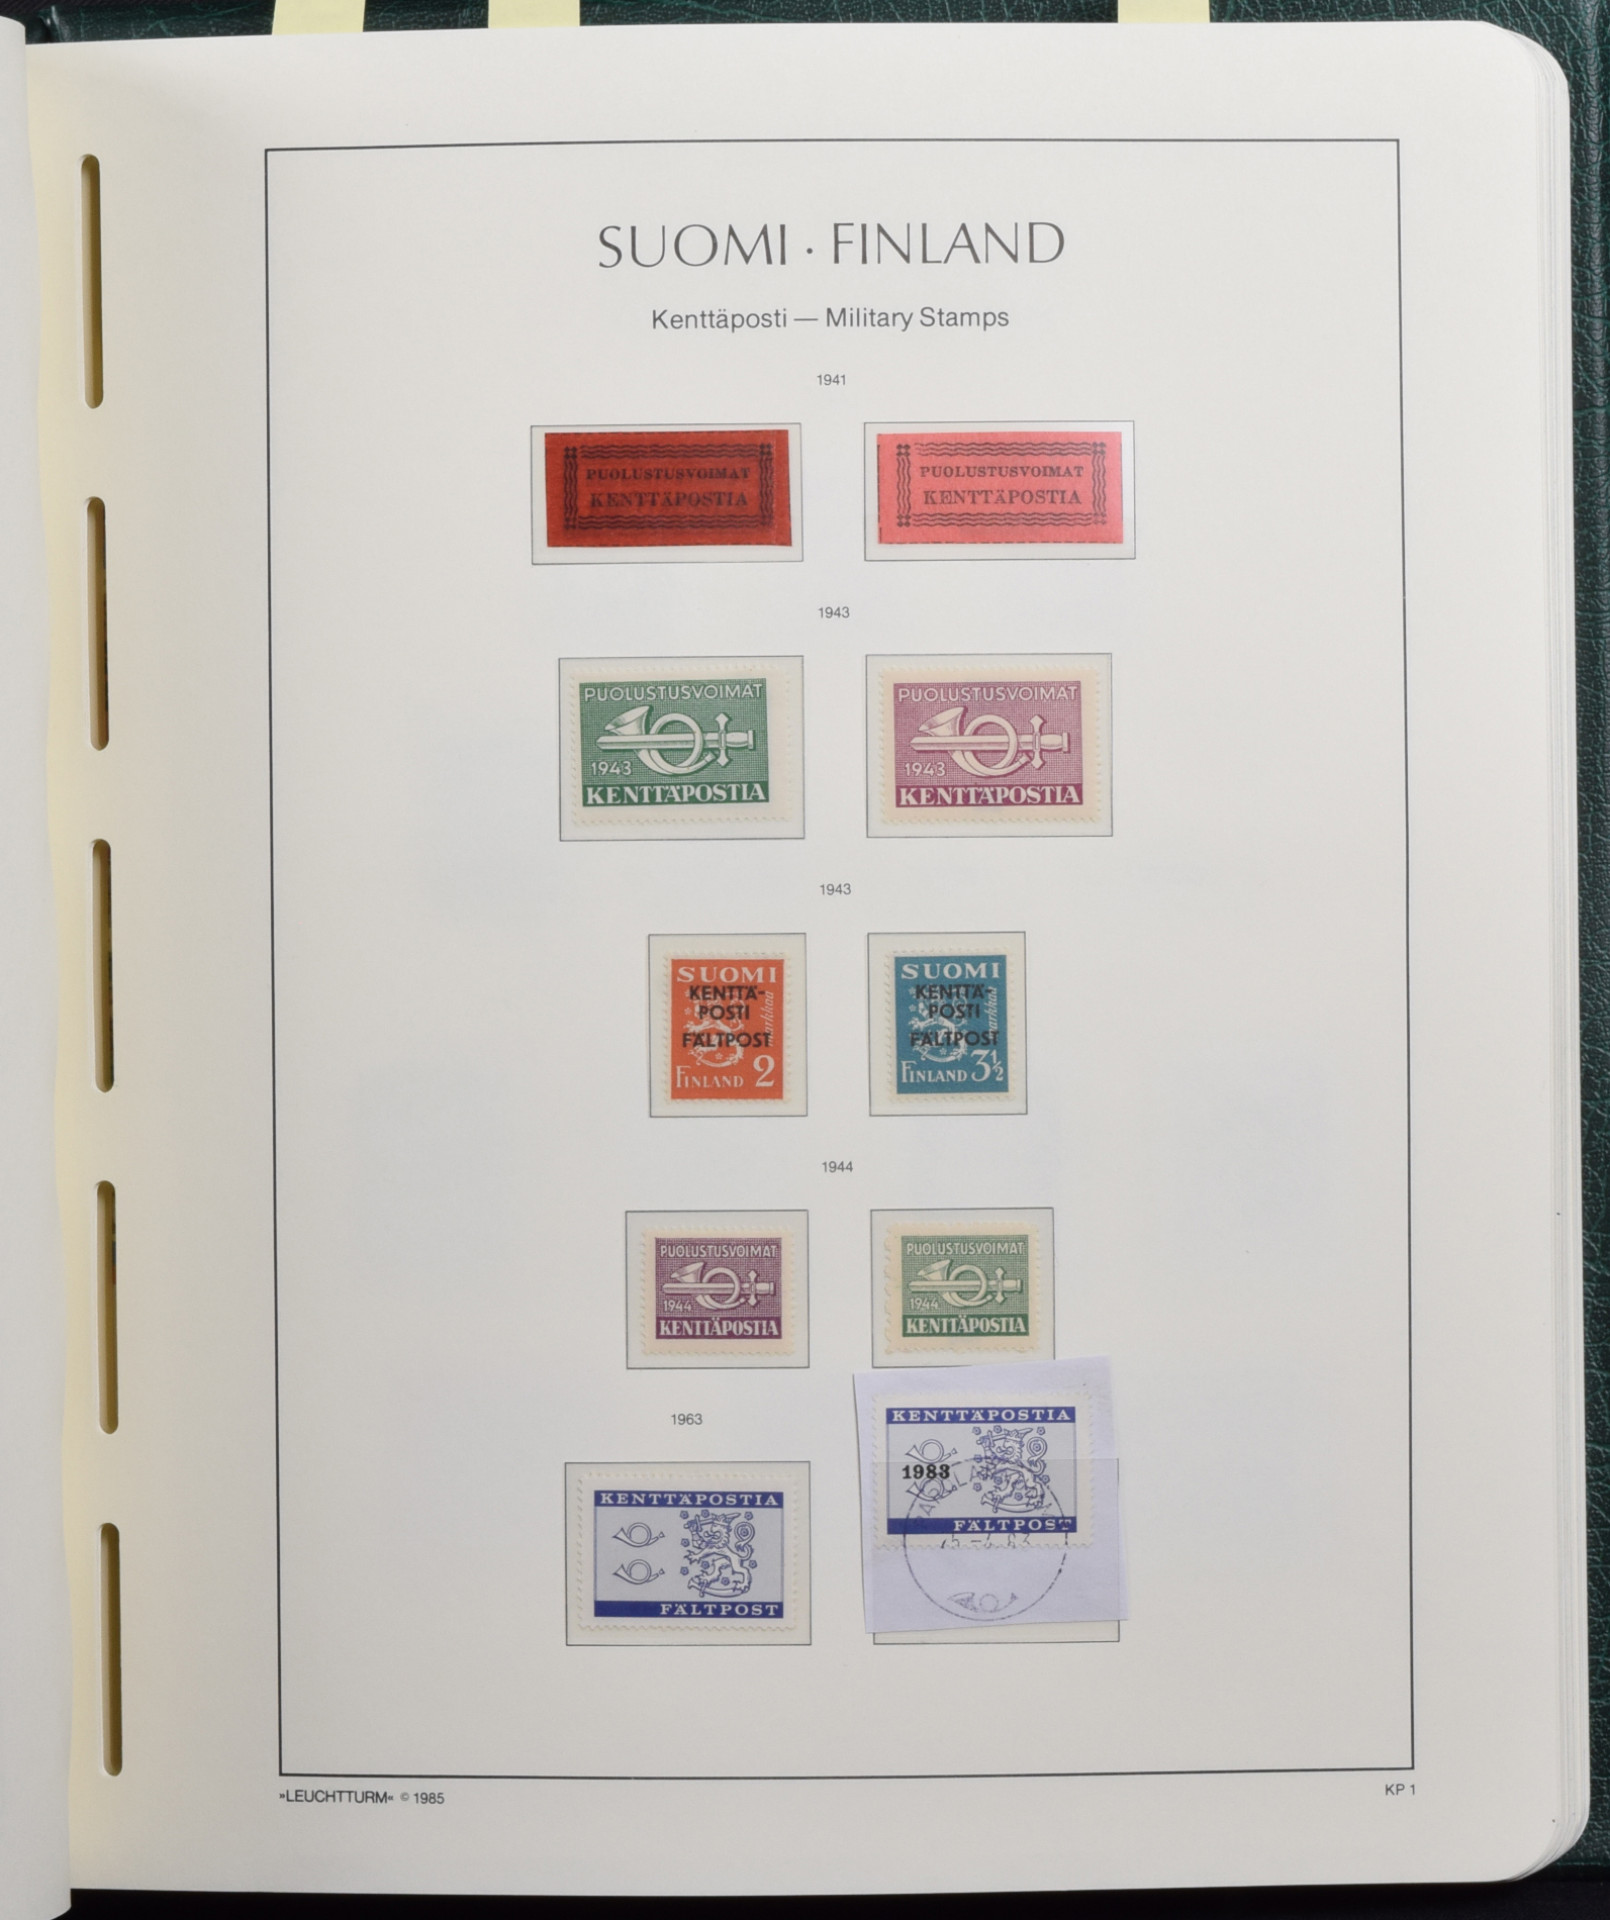 SUOMI · FINLAND
Kenttäposti — Military Stamps
1941
PUOLUSTUSVOIMAT
KENTTÄPOSTIA
PUOLUSTUSVOIMAT
KENTTÄPOSTIA
1943
PUOLUSTUSVOIMAT
1943
KENTTÄPOSTIA
PUOLUSTUSVOIMAT
1943
KENTTÄPOSTIA
1943
SUOMI
KENTTÄ-
POSTI
FÄLTPOST
markkaa
FINLAND 2
SUOMI
KENTTÄ-
POSTI
FÄLTPOST
markkaa
FINLAND 3½
1944
PUOLUSTUSVOIMAT
1944
KENTTÄPOSTIA
PUOLUSTUSVOIMAT
1944
KENTTÄPOSTIA
1963
KENTTÄPOSTIA
FÄLTPOST
KENTTÄPOSTIA
1983
FÄLTPOST
»LEUCHTTURM« © 1985
KP 1